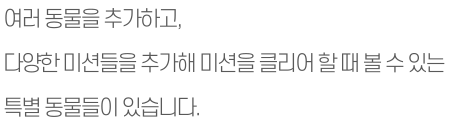 여러 동물을 추가하고,
다양한 미션들을 추가해 미션을 클리어 할 때 볼 수 있는
특별 동물들이 있습니다.